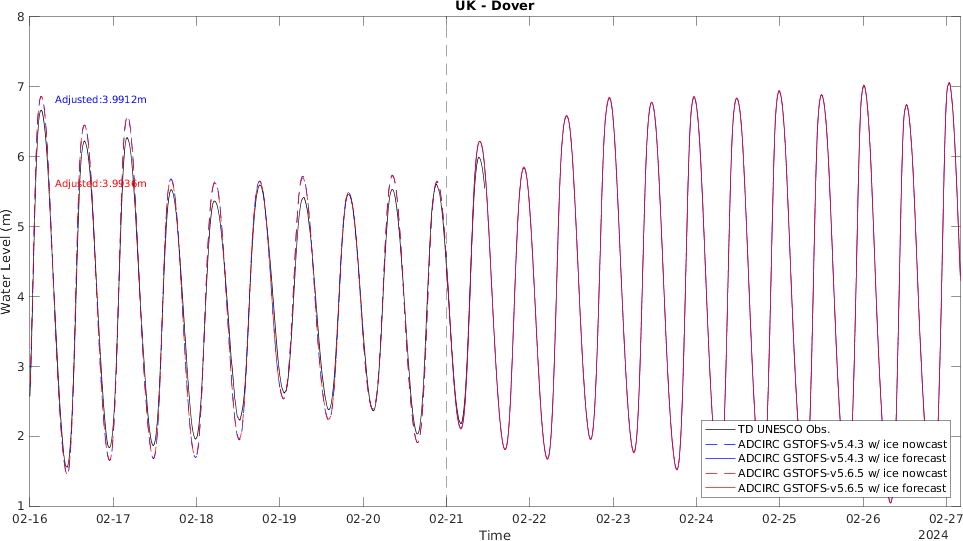 UK - Dover
8
7
6
5
4
3
2
1
Water Level (m)
Adjusted:3.9912m
Adjusted:3.9936m
TD UNESCO Obs.
ADCIRC GSTOFS-v5.4.3 w/ ice nowcast
ADCIRC GSTOFS-v5.4.3 w/ ice forecast
ADCIRC GSTOFS-v5.6.5 w/ ice nowcast
ADCIRC GSTOFS-v5.6.5 w/ ice forecast
02-16 02-17 02-18 02-19 02-20 02-21 02-22 02-23 02-24 02-25 02-26 02-27
Time
2024